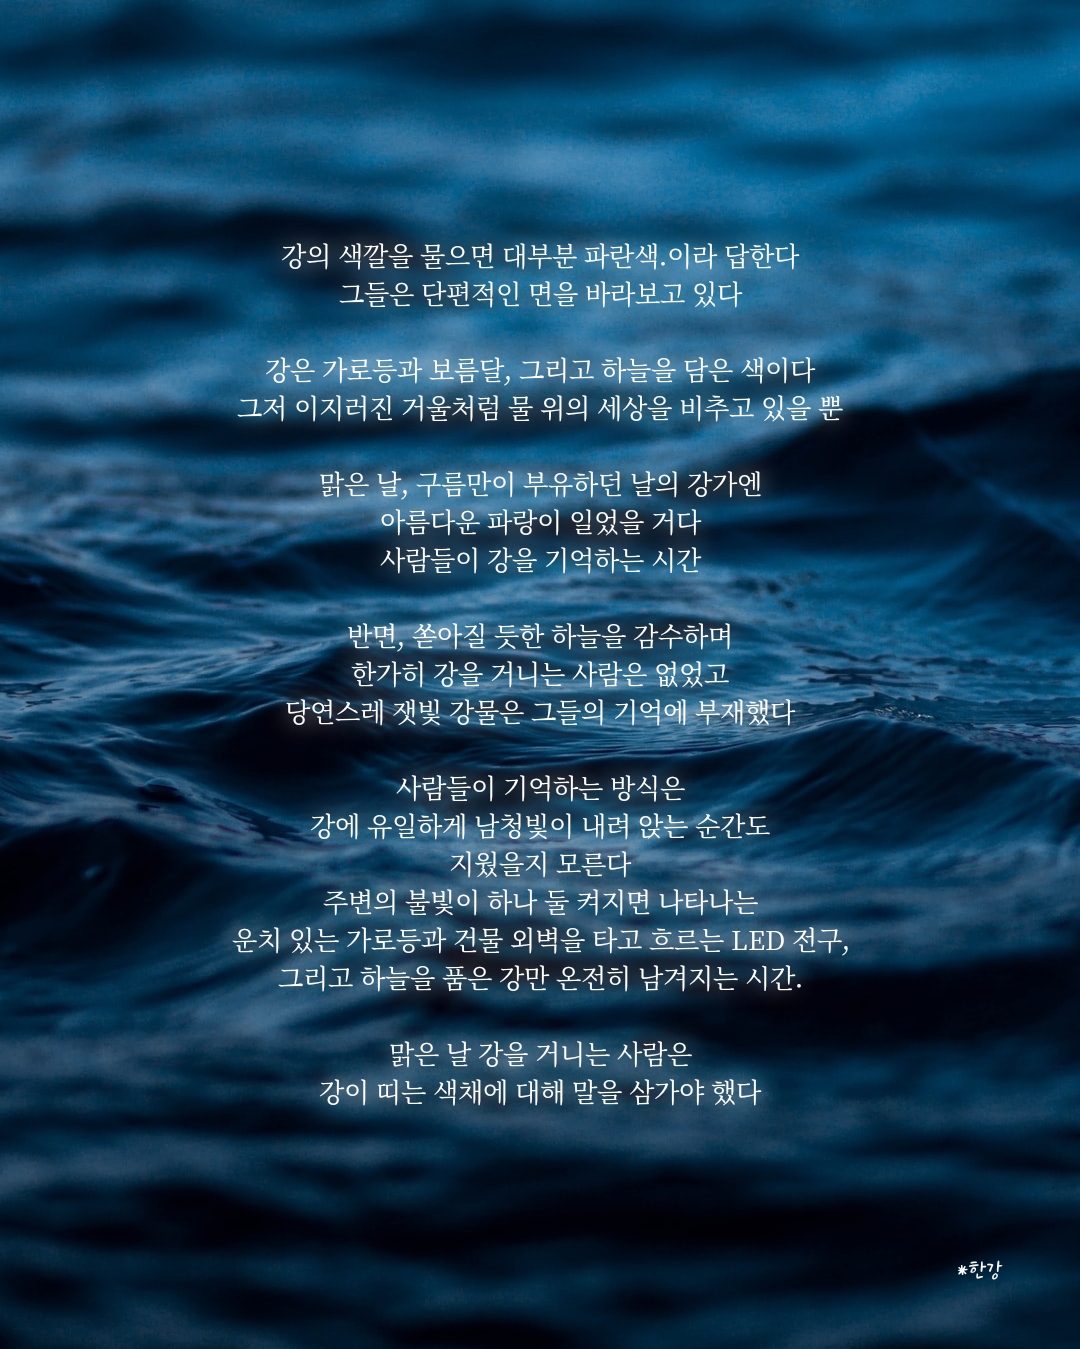 강의 색깔을 물으면 대부분 파란색.이라 답한다
그들은 단편적인 면을 바라보고 있다
강은 가로등과 보름달, 그리고 하늘을 담은 색이다
그저 이지러진 거울처럼 물 위의 세상을 비추고 있을 뿐
맑은 날, 구름만이 부유하던 날의 강가엔
아름다운 파랑이 일었을 거다
사람들이 강을 기억하는 시간
반면, 쏟아질 듯한 하늘을 감수하며
한가히 강을 거니는 사람은 없었고
당연스레 잿빛 강물은 그들의 기억에 부재했다
사람들이 기억하는 방식은
강에 유일하게 남청빛이 내려 앉는 순간도
지웠을지 모른다
주변의 불빛이 하나 둘 켜지면 나타나는
운치 있는 가로등과 건물 외벽을 타고 흐르는 LED 전구,
그리고 하늘을 품은 강만 온전히 남겨지는 시간.
맑은 날 강을 거니는 사람은
강이 띠는 색채에 대해 말을 삼가야 했다
*한강